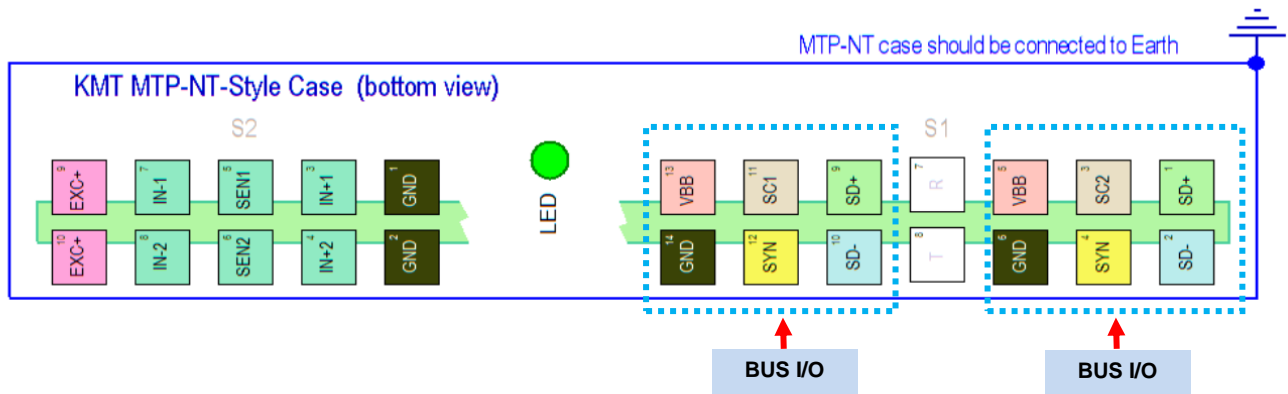 MTP-NT case should be connected to Earth
KMT MTP-NT-Style Case (bottom view)
S2
S1
9 EXC+
7 IN-1
5 SEN1
3 IN+1
1 GND
LED
13 VBB
11 SC1
9 SD+
7 R
5 VBB
3 SC2
1 SD+
10 EXC+
8 IN-2
6 SEN2
4 IN+2
2 GND
14 GND
12 SYN
10 SD-
8 T
6 GND
4 SYN
2 SD-
BUS I/O
BUS I/O